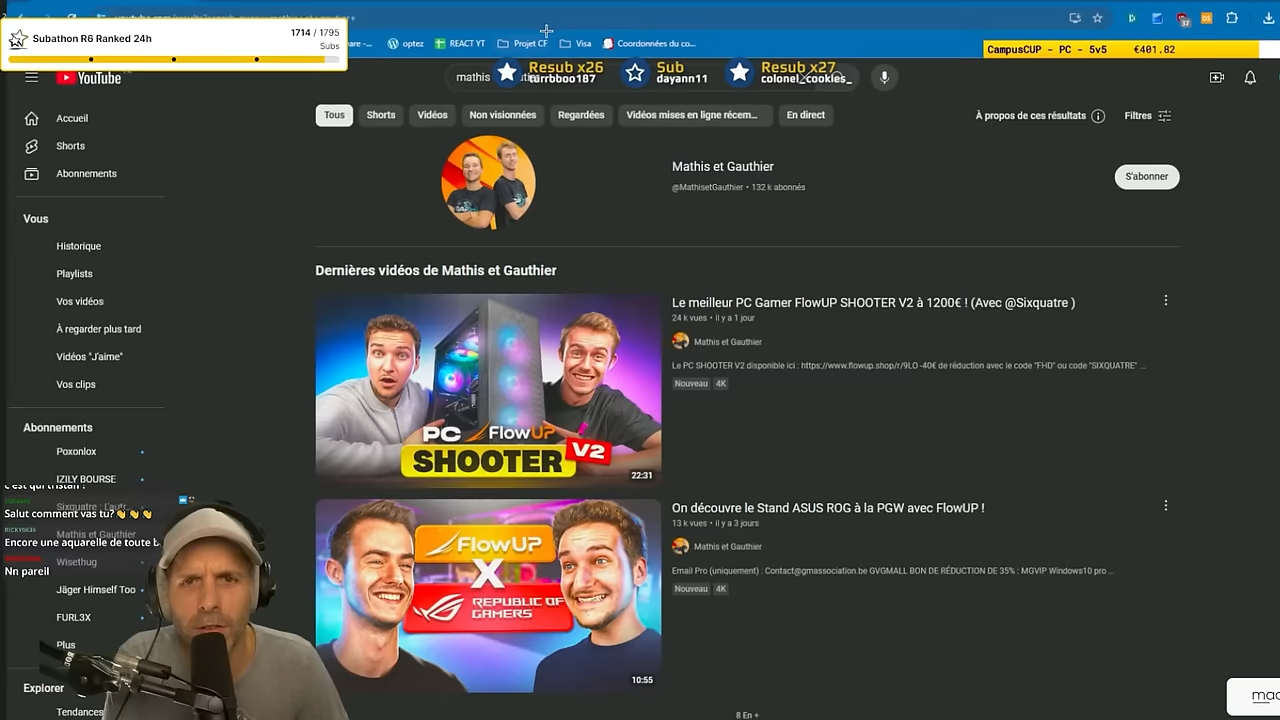 Subathon R6 Ranked 24h
1714 / 1795
Subs
optez
REACT YT
Projet CF
Visa
Coordonnées du co...
CampusCUP - PC - 5v5 €401.82
YouTube
mathis
Resub x26
turrbboo187
Sub
dayann11
Resub x27
colonel_cookies_
Tous
Shorts
Vidéos
Non visionnées
Regardées
Vidéos mises en ligne récem...
En direct
À propos de ces résultats
Filtres
Accueil
Shorts
Abonnements
Vous
Historique
Playlists
Vos vidéos
À regarder plus tard
Vidéos "J'aime"
Vos clips
Abonnements
Poxonlox
IZILY BOURSE
Mathis et Gauthier
Wisethug
Jäger Himself Too
FURL3X
Plus
Explorer
Tendances
Salut comment vas tu?
Encore une aquarelle de toute b
Nn pareil
Mathis et Gauthier
@MathisetGauthier • 132 k abonnés
S'abonner
Dernières vidéos de Mathis et Gauthier
PC FlowUP
SHOOTER V2
22:31
Le meilleur PC Gamer FlowUP SHOOTER V2 à 1200€ ! (Avec @Sixquatre )
24 k vues • il y a 1 jour
Mathis et Gauthier
Le PC SHOOTER V2 disponible ici : https://www.flowup.shop/r/9LO -40€ de réduction avec le code "FHD" ou code "SIXQUATRE" ...
Nouveau 4K
FlowUP
X
REPUBLIC OF
GAMERS
10:55
On découvre le Stand ASUS ROG à la PGW avec FlowUP !
13 k vues • il y a 3 jours
Mathis et Gauthier
Email Pro (uniquement) : Contact@gmassociation.be GVGMALL BON DE RÉDUCTION DE 35% : MGVIP Windows10 pro ...
Nouveau 4K
8 En +